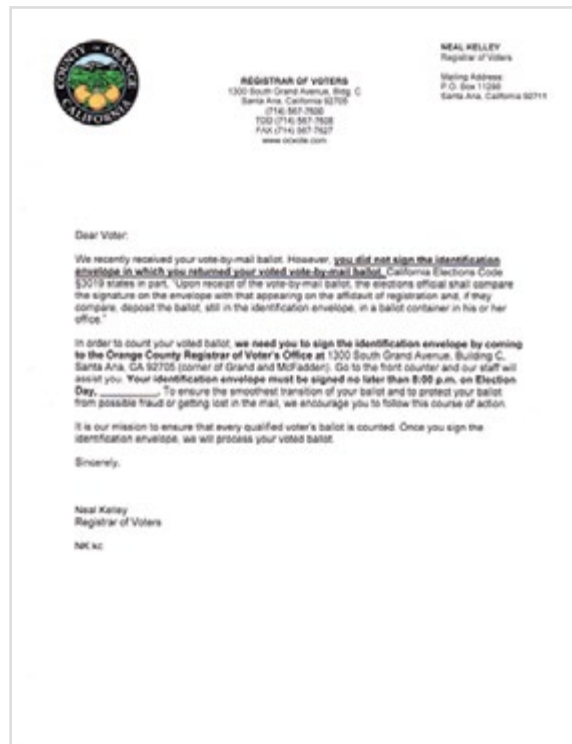 COUNTY OF ORANGE
CALIFORNIA
NEAL KELLEY
Registrar of Voters
Mailing Address:
P.O. Box 11298
Santa Ana, California 92711
REGISTRAR OF VOTERS
1300 South Grand Avenue, Bldg. C
Santa Ana, California 92705
(714) 567-7600
TDD (714) 567-7608
FAX (714) 567-7627
www.ocvote.com
Dear Voter:
We recently received your vote-by-mail ballot. However, you did not sign the identification
envelope in which you returned your voted vote-by-mail ballot. California Elections Code
§3019 states in part, "Upon receipt of the vote-by-mail ballot, the elections official shall compare
the signature on the envelope with that appearing on the affidavit of registration and, if they
compare, deposit the ballot, still in the identification envelope, in a ballot container in his or her
office."
In order to count your voted ballot, we need you to sign the identification envelope by coming
to the Orange County Registrar of Voter's Office at 1300 South Grand Avenue, Building C,
Santa Ana, CA 92705 (corner of Grand and McFadden). Go to the front counter and our staff will
assist you. Your identification envelope must be signed no later than 8:00 p.m. on Election
Day, __________. To ensure the smoothest transition of your ballot and to protect your ballot
from possible fraud or getting lost in the mail, we encourage you to follow this course of action.
It is our mission to ensure that every qualified voter's ballot is counted. Once you sign the
identification envelope, we will process your voted ballot.
Sincerely,
Neal Kelley
Registrar of Voters
NK:kc